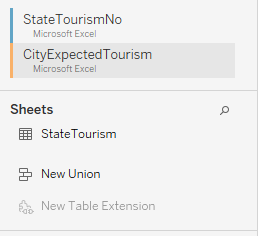 StateTourismNo
Microsoft Excel
CityExpectedTourism
Microsoft Excel
Sheets
StateTourism
New Union
New Table Extension